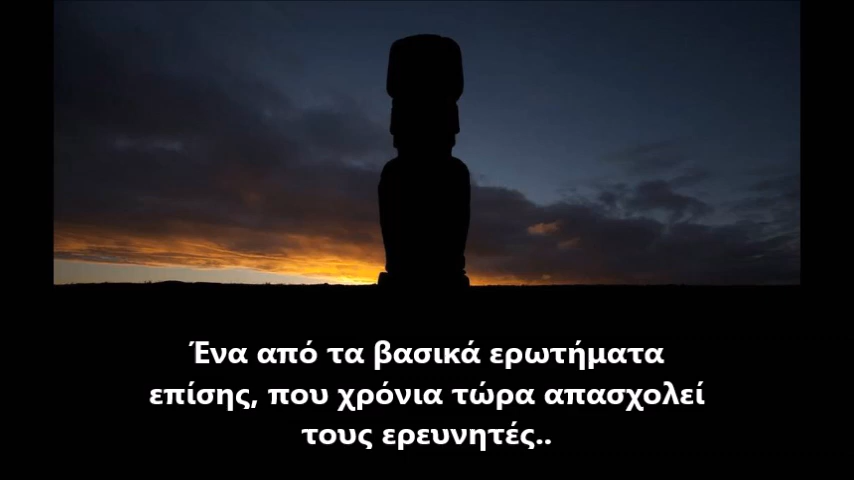 Ένα από τα βασικά ερωτήματα
επίσης, που χρόνια τώρα απασχολεί
τους ερευνητές..